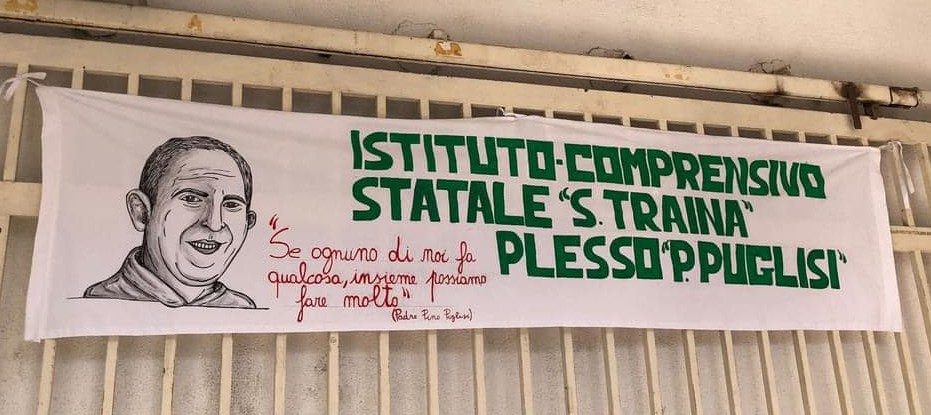 ISTITUTO-COMPRENSIVO
STATALE "S. TRAINA"
PLESSO "P. PUGLISI"
"Se ognuno di noi fa
qualcosa, insieme possiamo
fare molto"
(Padre Pino Puglisi)